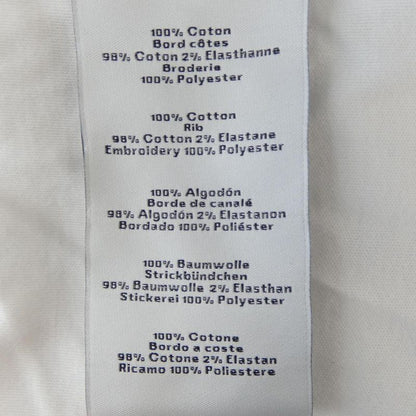 100% Coton
Bord côtes
98% Coton 2% Elasthanne
Broderie
100% Polyester
100% Cotton
Rib
98% Cotton 2% Elastane
Embroidery 100% Polyester
100% Algodón
Borde de canalé
98% Algodón 2% Elastanon
Bordado 100% Poliéster
100% Baumwolle
Strickbündchen
98% Baumwolle 2% Elasthan
Stickerei 100% Polyester
100% Cotone
Bordo a coste
98% Cotone 2% Elastan
Ricamo 100% Poliestere